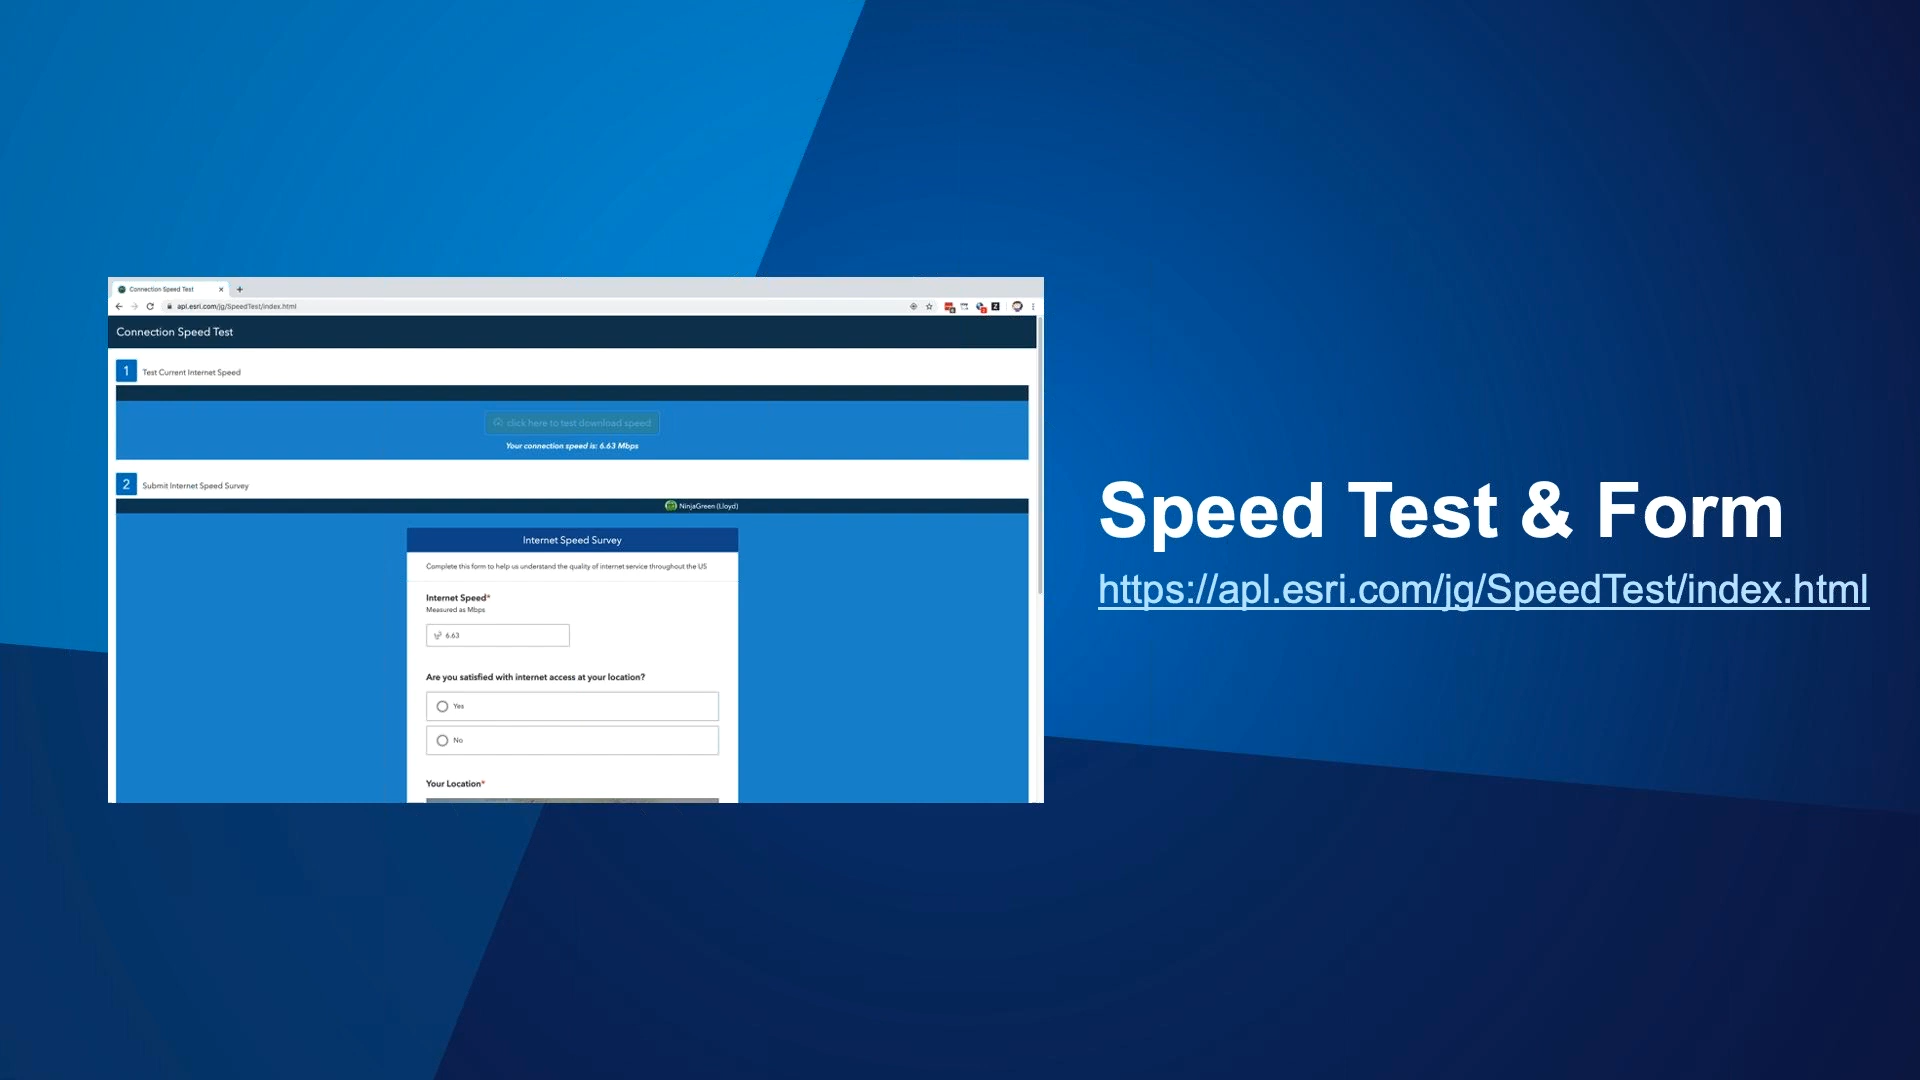 Connection Speed Test
apl.esri.com/jg/SpeedTest/index.html
Connection Speed Test
1 Test Current Internet Speed
click here to test download speed
Your connection speed is: 6.63 Mbps
2 Submit Internet Speed Survey
NinjaGreen (Lloyd)
Internet Speed Survey
Complete this form to help us understand the quality of internet service throughout the US
Internet Speed*
Measured as Mbps
6.63
Are you satisfied with internet access at your location?
Yes
No
Your Location*
Speed Test & Form
https://apl.esri.com/jg/SpeedTest/index.html